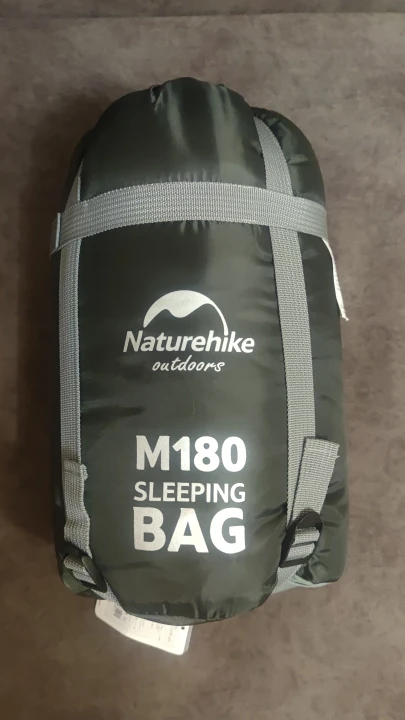 Naturehike
outdoors
M180
SLEEPING
BAG